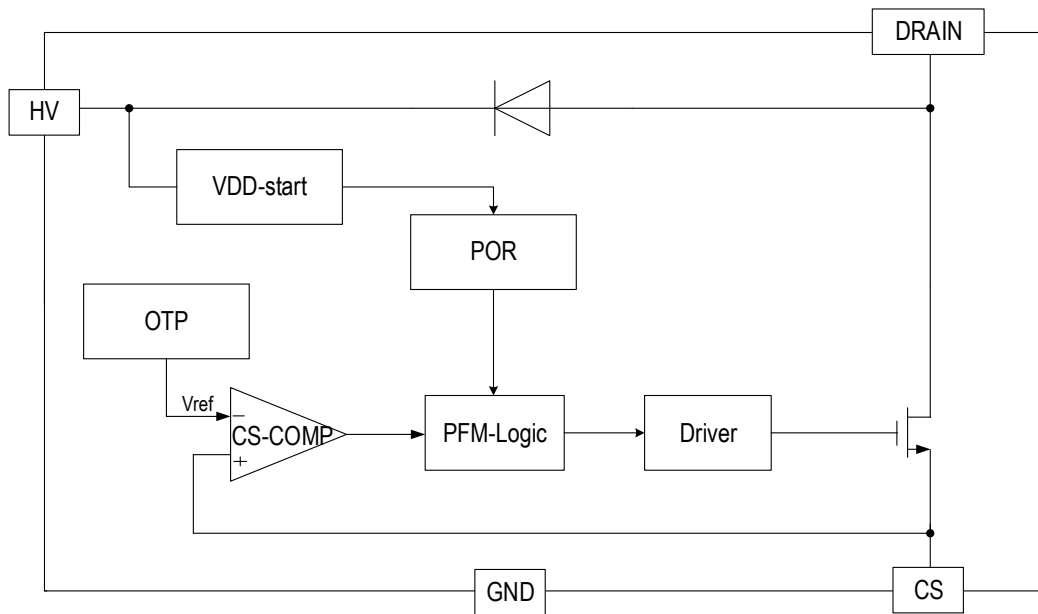 DRAIN
HV
VDD-start
POR
OTP
Vref
−
CS-COMP
+
PFM-Logic
Driver
GND
CS